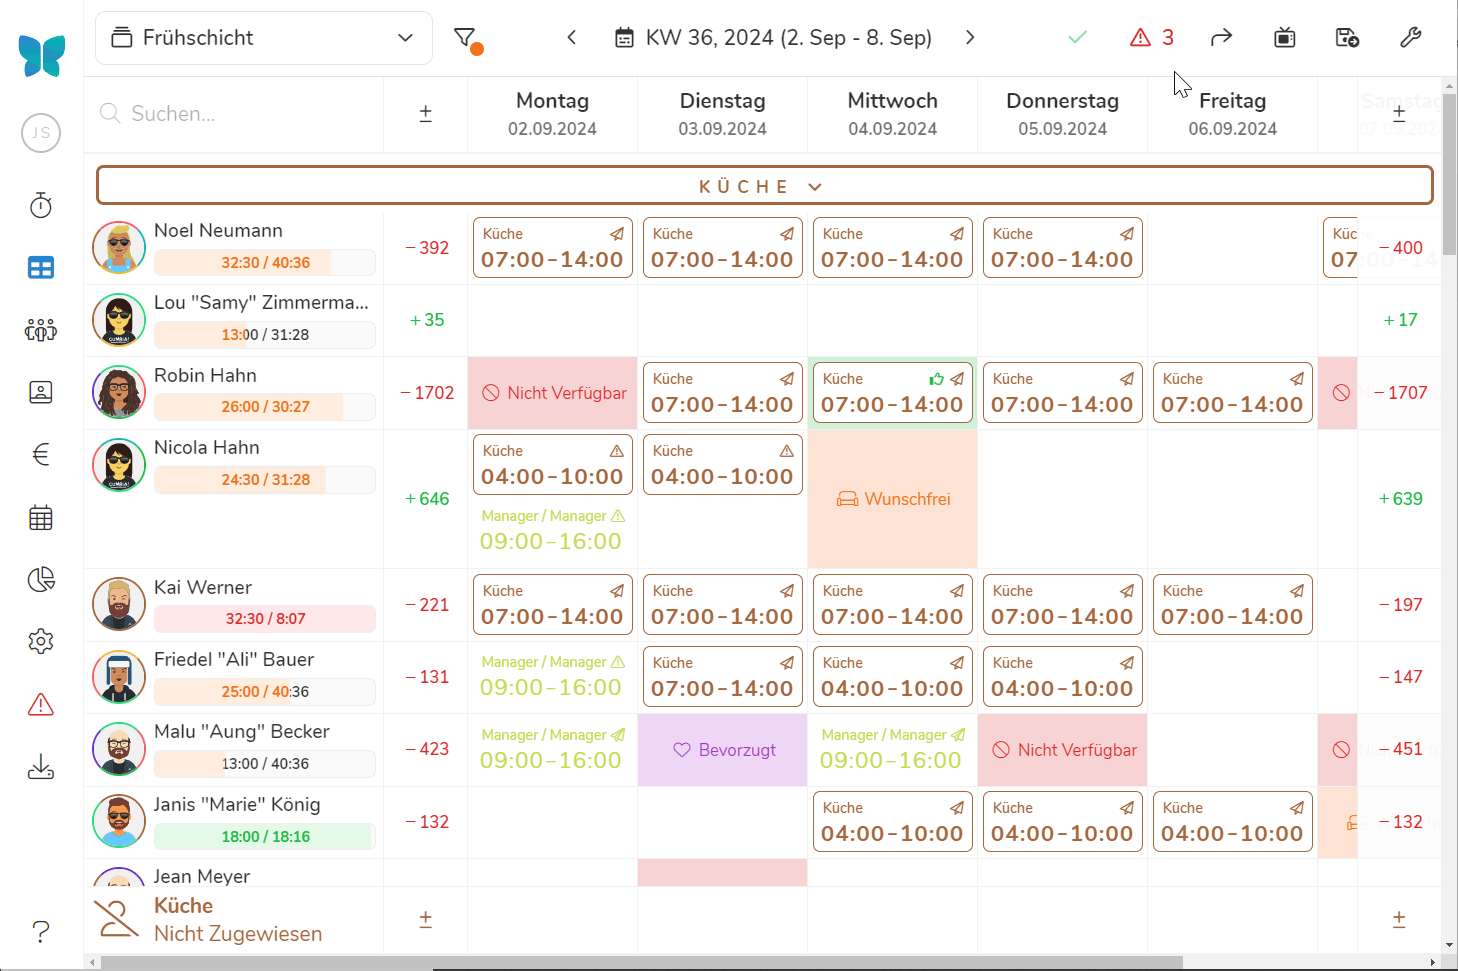 Frühschicht
KW 36, 2024 (2. Sep - 8. Sep)
3
JS
Suchen...
±
Montag
02.09.2024
Dienstag
03.09.2024
Mittwoch
04.09.2024
Donnerstag
05.09.2024
Freitag
06.09.2024
Samstag
±
KÜCHE
Noel Neumann
32:30 / 40:36
−392
Küche
07:00–14:00
Küche
07:00–14:00
Küche
07:00–14:00
Küche
07:00–14:00
−400
Lou "Samy" Zimmerma...
13:00 / 31:28
+35
+17
Robin Hahn
26:00 / 30:27
−1702
Nicht Verfügbar
Küche
07:00–14:00
Küche
07:00–14:00
Küche
07:00–14:00
Küche
07:00–14:00
−1707
Nicola Hahn
24:30 / 31:28
+646
Küche
04:00–10:00
Manager / Manager
09:00–16:00
Küche
04:00–10:00
Wunschfrei
+639
Kai Werner
32:30 / 8:07
−221
Küche
07:00–14:00
Küche
07:00–14:00
Küche
07:00–14:00
Küche
07:00–14:00
Küche
07:00–14:00
−197
Friedel "Ali" Bauer
25:00 / 40:36
−131
Manager / Manager
09:00–16:00
Küche
07:00–14:00
Küche
04:00–10:00
Küche
04:00–10:00
−147
Malu "Aung" Becker
13:00 / 40:36
−423
Manager / Manager
09:00–16:00
Bevorzugt
Manager / Manager
09:00–16:00
Nicht Verfügbar
−451
Janis "Marie" König
18:00 / 18:16
−132
Küche
04:00–10:00
Küche
04:00–10:00
Küche
04:00–10:00
−132
Jean Meyer
Küche
Nicht Zugewiesen
±
±
?